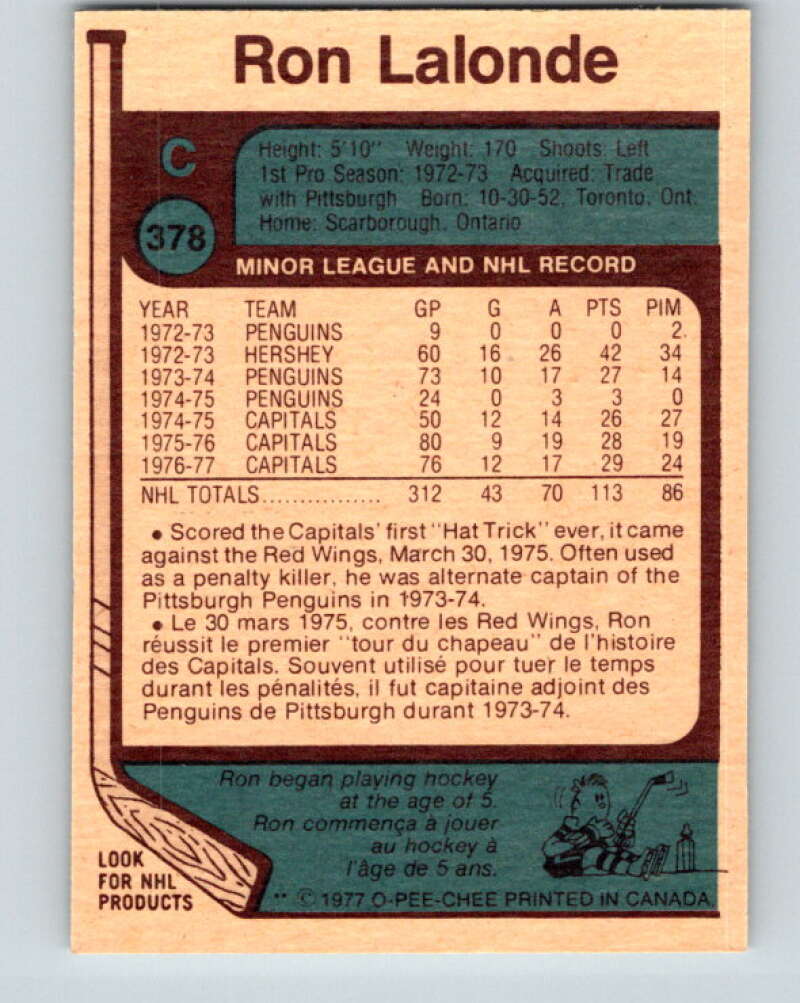 Ron Lalonde
C
Height: 5'10" Weight: 170 Shoots: Left
1st Pro Season: 1972-73 Acquired: Trade
with Pittsburgh Born: 10-30-52, Toronto, Ont.
Home: Scarborough, Ontario
378
MINOR LEAGUE AND NHL RECORD
YEAR TEAM GP G A PTS PIM
1972-73 PENGUINS 9 0 0 0 2
1972-73 HERSHEY 60 16 26 42 34
1973-74 PENGUINS 73 10 17 27 14
1974-75 PENGUINS 24 0 3 3 0
1974-75 CAPITALS 50 12 14 26 27
1975-76 CAPITALS 80 9 19 28 19
1976-77 CAPITALS 76 12 17 29 24
NHL TOTALS................ 312 43 70 113 86
• Scored the Capitals' first "Hat Trick" ever, it came
against the Red Wings, March 30, 1975. Often used
as a penalty killer, he was alternate captain of the
Pittsburgh Penguins in 1973-74.
• Le 30 mars 1975, contre les Red Wings, Ron
réussit le premier "tour du chapeau" de l'histoire
des Capitals. Souvent utilisé pour tuer le temps
durant les pénalités, il fut capitaine adjoint des
Penguins de Pittsburgh durant 1973-74.
Ron began playing hockey
at the age of 5.
Ron commença à jouer
au hockey à
l'âge de 5 ans.
LOOK
FOR NHL
PRODUCTS
** © 1977 O-PEE-CHEE PRINTED IN CANADA